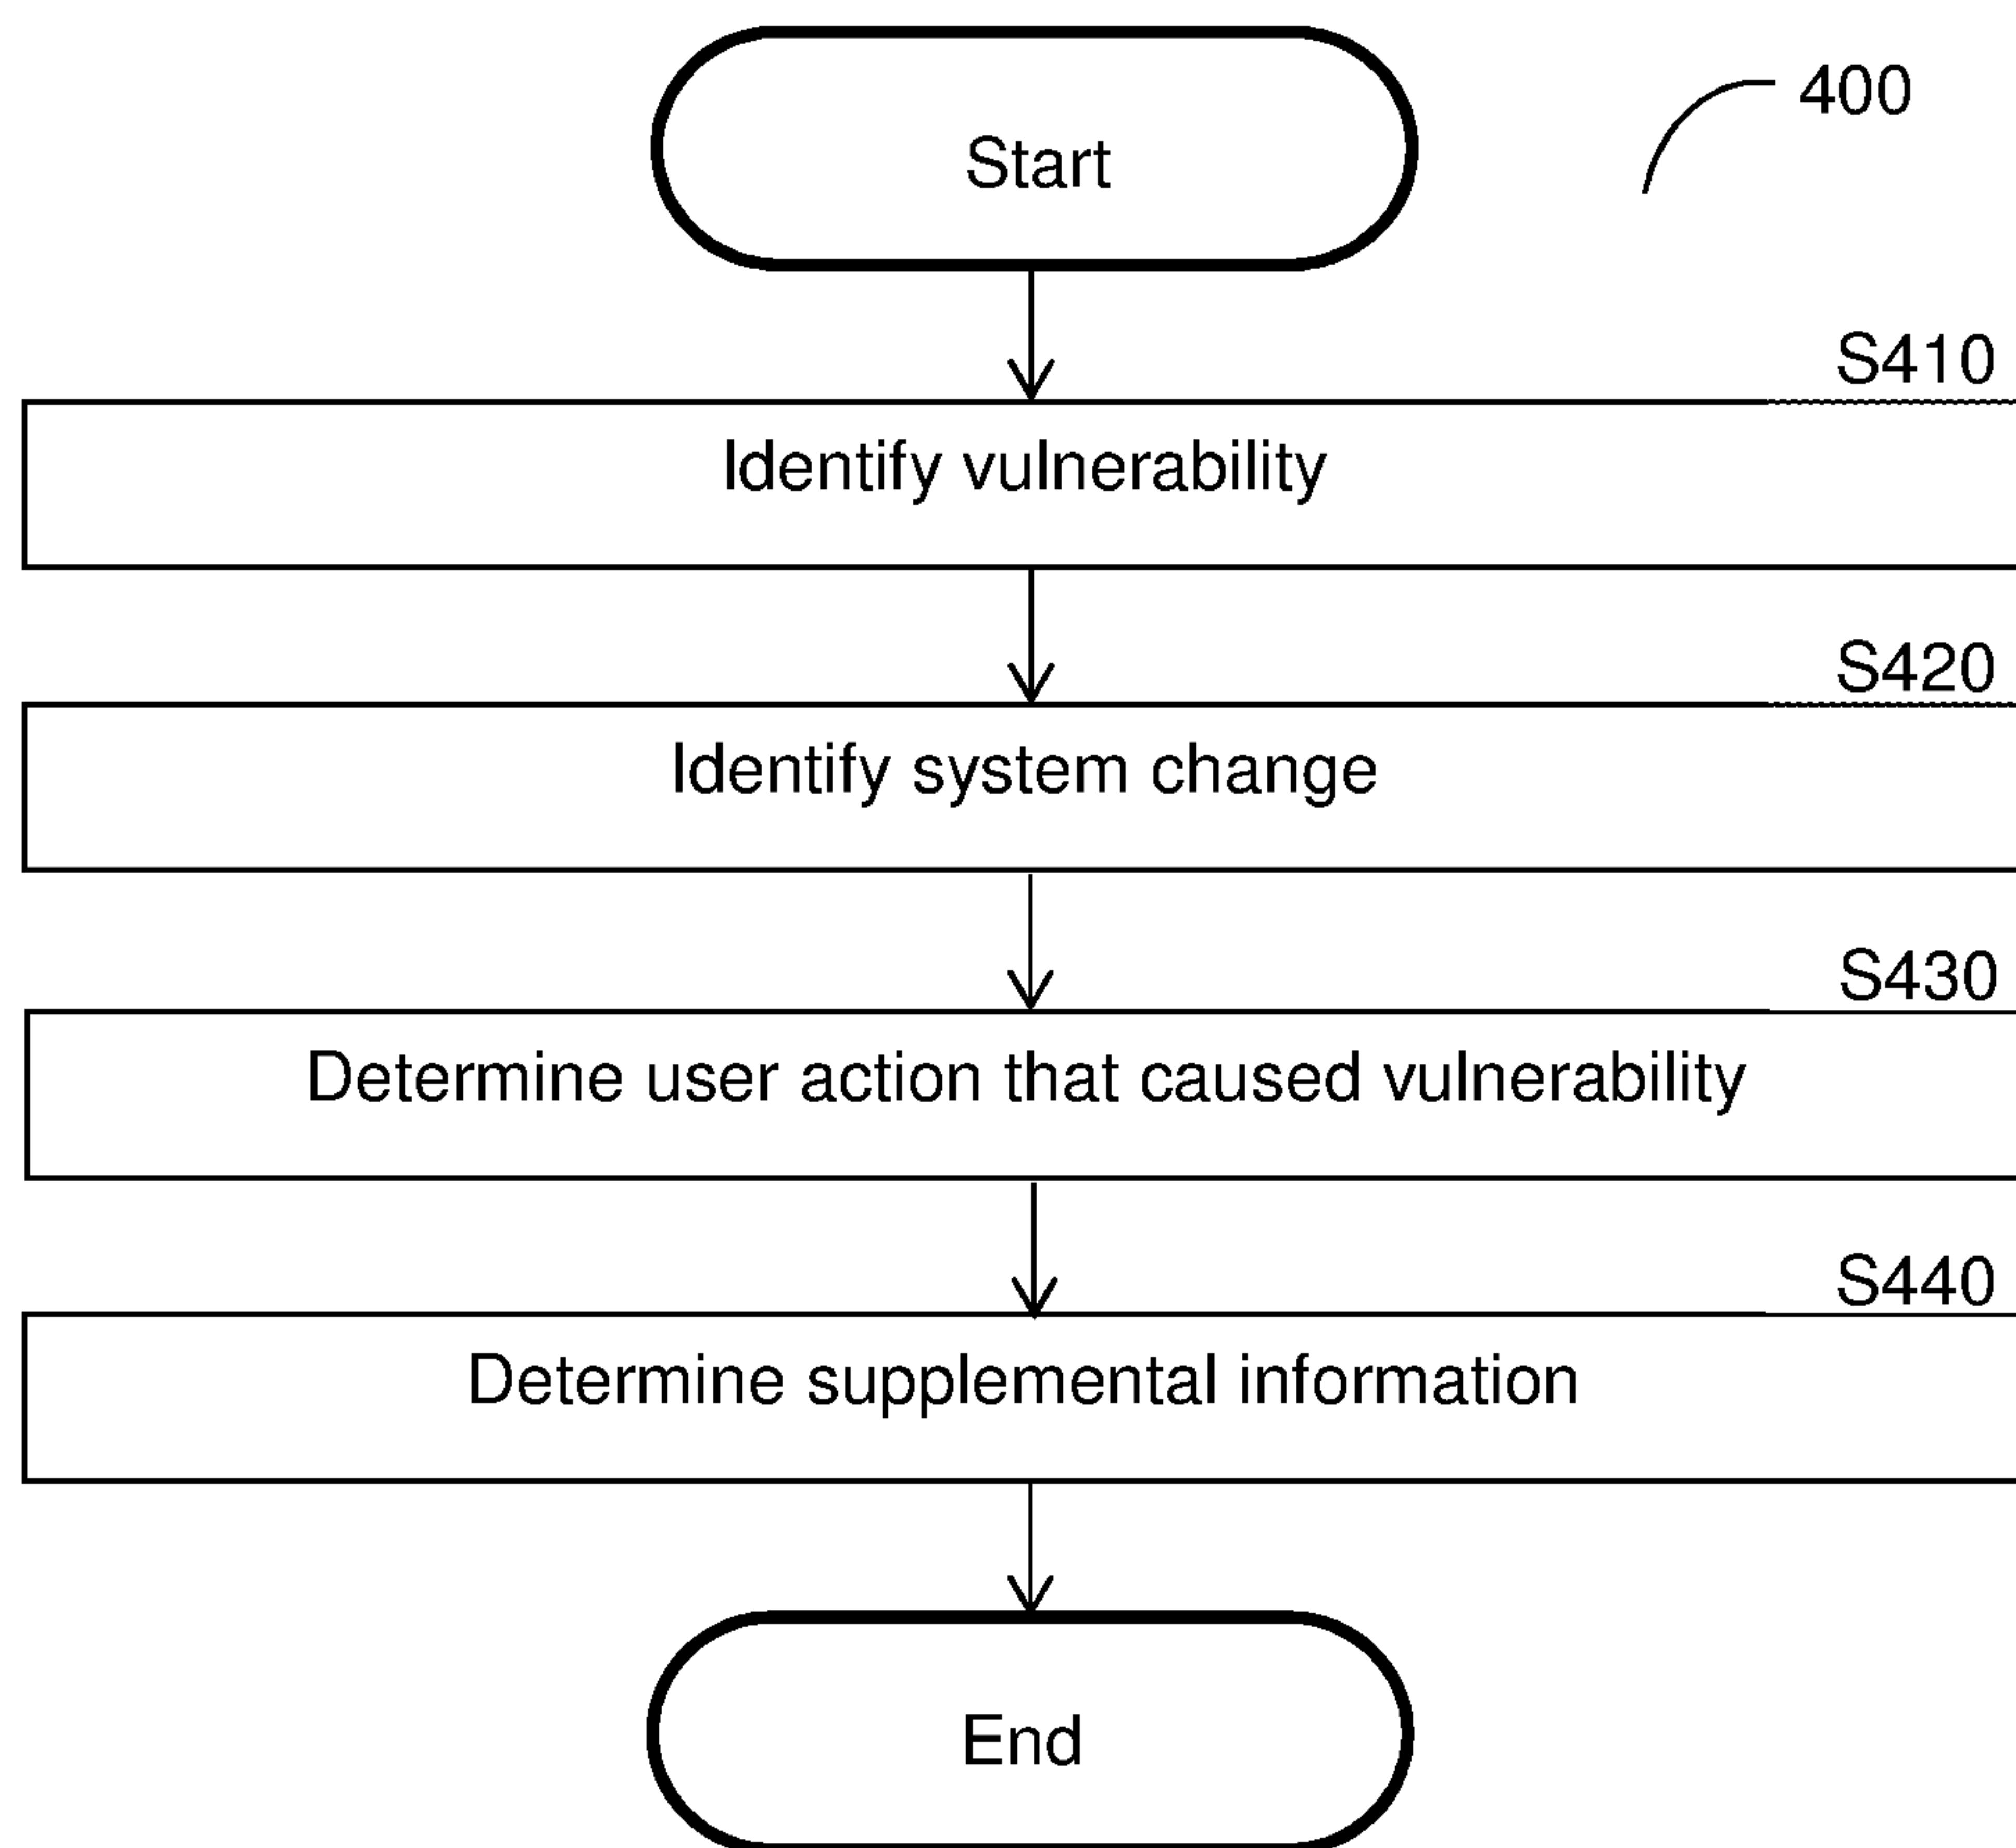 Start
400
S410
Identify vulnerability
S420
Identify system change
S430
Determine user action that caused vulnerability
S440
Determine supplemental information
End